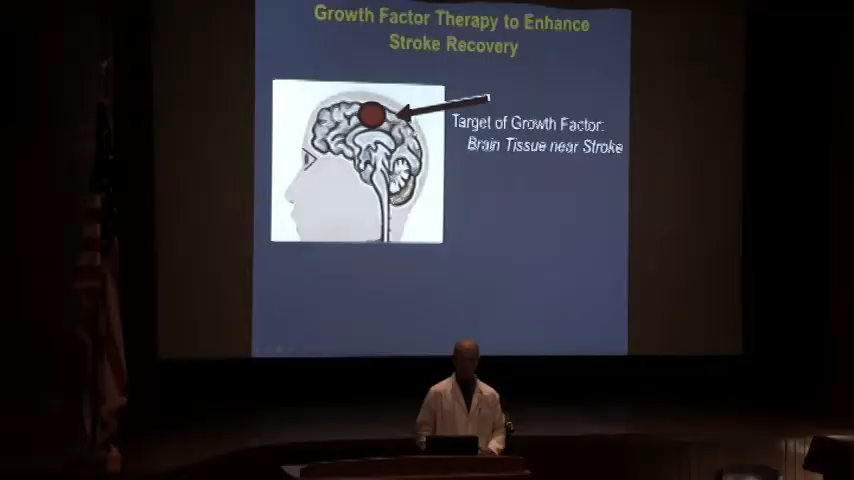 Growth Factor Therapy to Enhance
Stroke Recovery
Target of Growth Factor:
Brain Tissue near Stroke